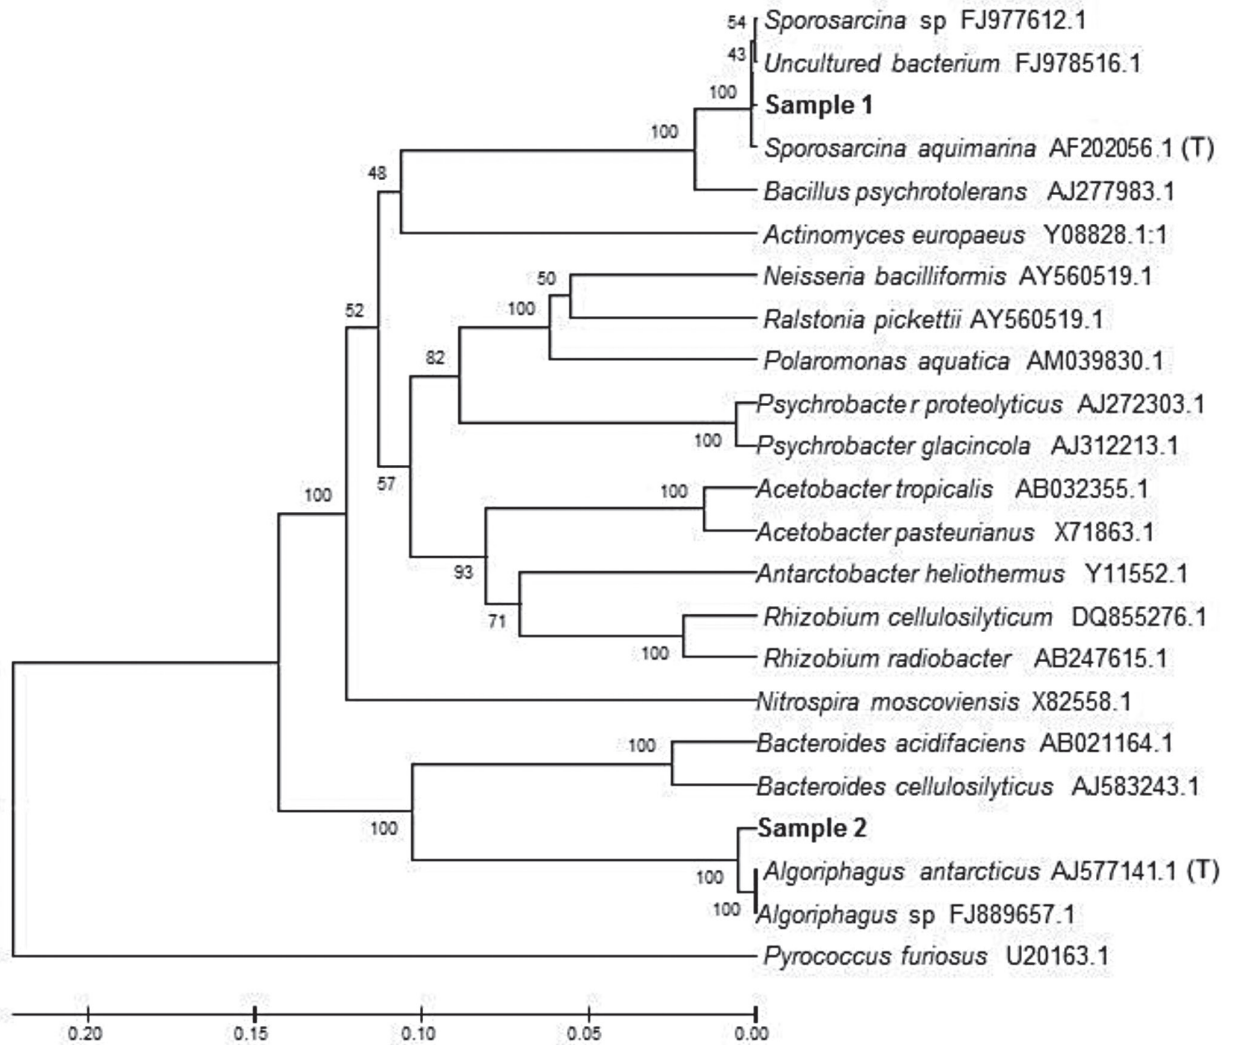 54 Sporosarcina sp FJ977612.1
43
Uncultured bacterium FJ978516.1
100
Sample 1
100
Sporosarcina aquimarina AF202056.1 (T)
48
Bacillus psychrotolerans AJ277983.1
Actinomyces europaeus Y08828.1:1
50 Neisseria bacilliformis AY560519.1
52 100
Ralstonia pickettii AY560519.1
82
Polaromonas aquatica AM039830.1
Psychrobacter proteolyticus AJ272303.1
100 Psychrobacter glacincola AJ312213.1
57
100 100 Acetobacter tropicalis AB032355.1
Acetobacter pasteurianus X71863.1
93 Antarctobacter heliothermus Y11552.1
71 Rhizobium cellulosilyticum DQ855276.1
100 Rhizobium radiobacter AB247615.1
Nitrospira moscoviensis X82558.1
100 Bacteroides acidifaciens AB021164.1
Bacteroides cellulosilyticus AJ583243.1
100 Sample 2
100 Algoriphagus antarcticus AJ577141.1 (T)
100 Algoriphagus sp FJ889657.1
Pyrococcus furiosus U20163.1
0.20 0.15 0.10 0.05 0.00